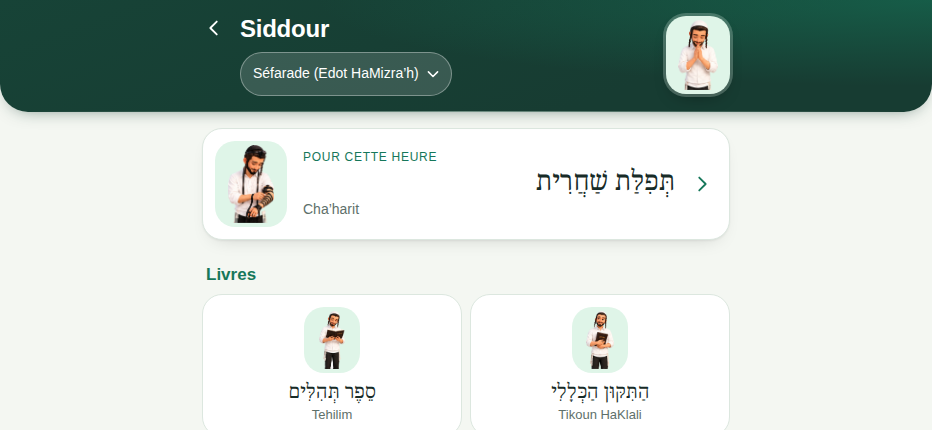 Siddour
Séfarade (Edot HaMizra’h)
POUR CETTE HEURE
תְּפִלַּת שַׁחֲרִית
Cha’harit
Livres
סֵפֶר תְּהִלִּים
Tehilim
הַתִּקּוּן הַכְּלָלִי
Tikoun HaKlali